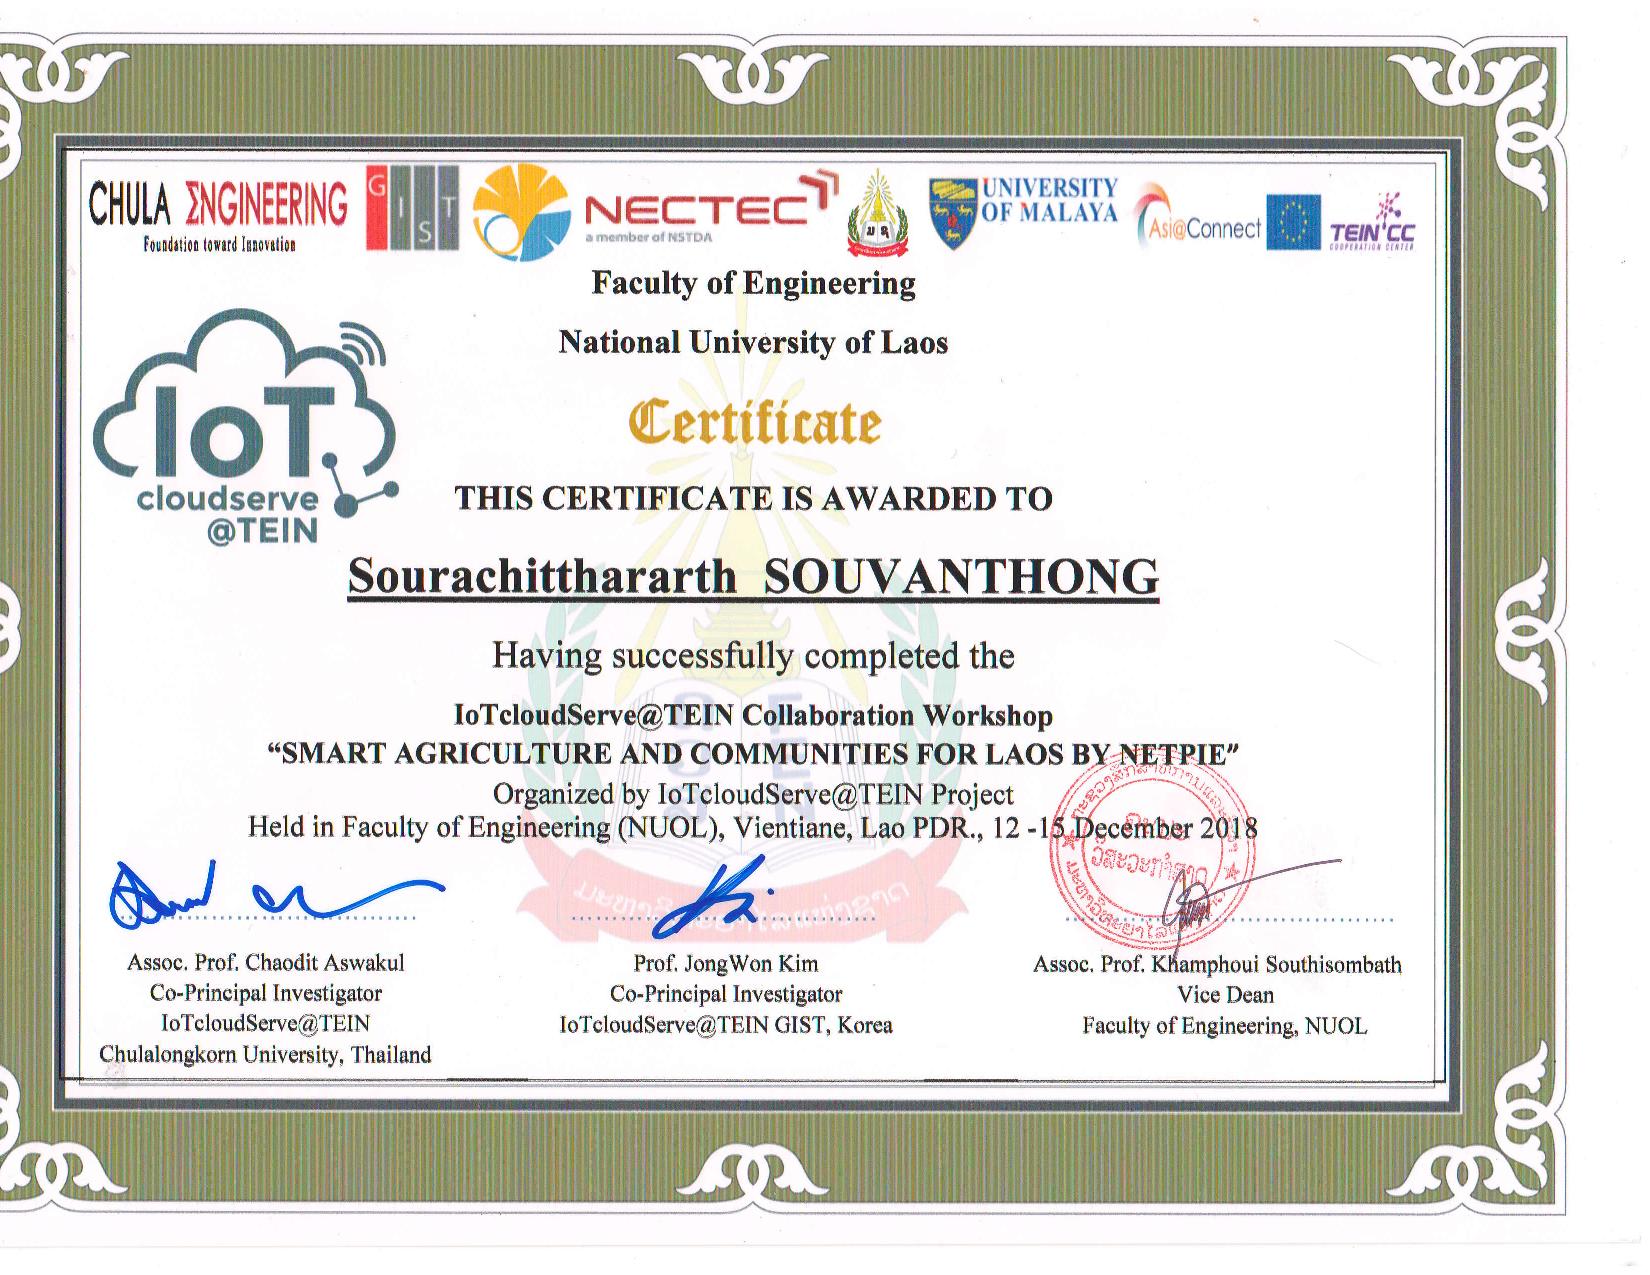 CHULA ΣNGINEERING
Foundation toward Innovation
GIST
NECTEC
a member of NSTDA
UNIVERSITY
OF MALAYA
Asi@Connect
TEIN*CC
COOPERATION CENTER
Faculty of Engineering
National University of Laos
IoT
cloudserve
@TEIN
Certificate
THIS CERTIFICATE IS AWARDED TO
Sourachitthararth SOUVANTHONG
Having successfully completed the
IoTcloudServe@TEIN Collaboration Workshop
“SMART AGRICULTURE AND COMMUNITIES FOR LAOS BY NETPIE”
Organized by IoTcloudServe@TEIN Project
Held in Faculty of Engineering (NUOL), Vientiane, Lao PDR., 12 -15 December 2018
Assoc. Prof. Chaodit Aswakul
Co-Principal Investigator
IoTcloudServe@TEIN
Chulalongkorn University, Thailand
Prof. JongWon Kim
Co-Principal Investigator
IoTcloudServe@TEIN GIST, Korea
Assoc. Prof. Khamphoui Southisombath
Vice Dean
Faculty of Engineering, NUOL